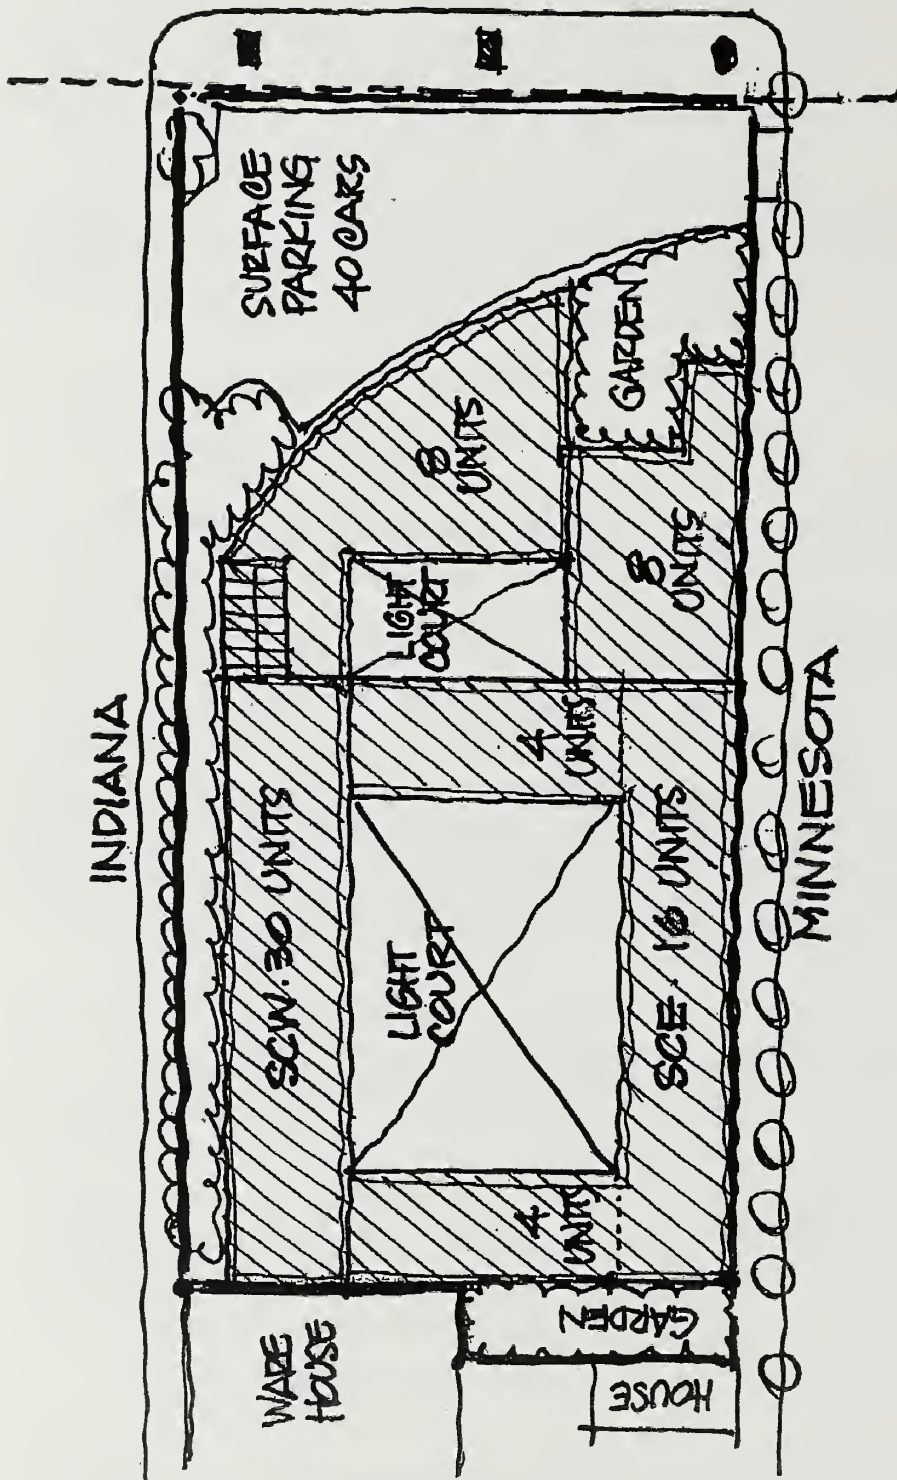 INDIANA
SURFACE
PARKING
40 CARS
WARE
HOUSE
SCW. 30 UNITS
8
UNITS
GARDEN
LIGHT
COURT
LIGHT
COURT
8
UNITS
4
UNITS
4
UNITS
SCE 16 UNITS
GARDEN
HOUSE
MINNESOTA